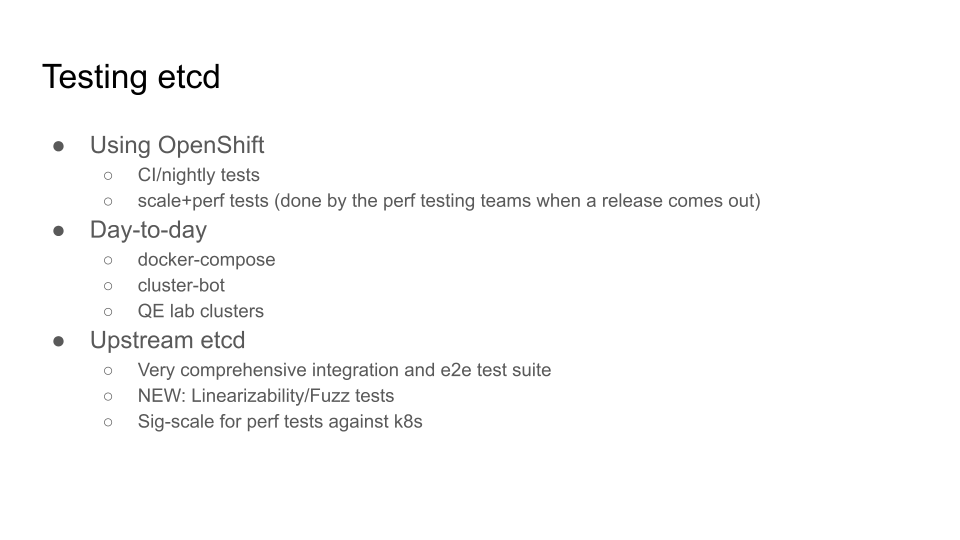 Testing etcd
● Using OpenShift
○ CI/nightly tests
○ scale+perf tests (done by the perf testing teams when a release comes out)
● Day-to-day
○ docker-compose
○ cluster-bot
○ QE lab clusters
● Upstream etcd
○ Very comprehensive integration and e2e test suite
○ NEW: Linearizability/Fuzz tests
○ Sig-scale for perf tests against k8s